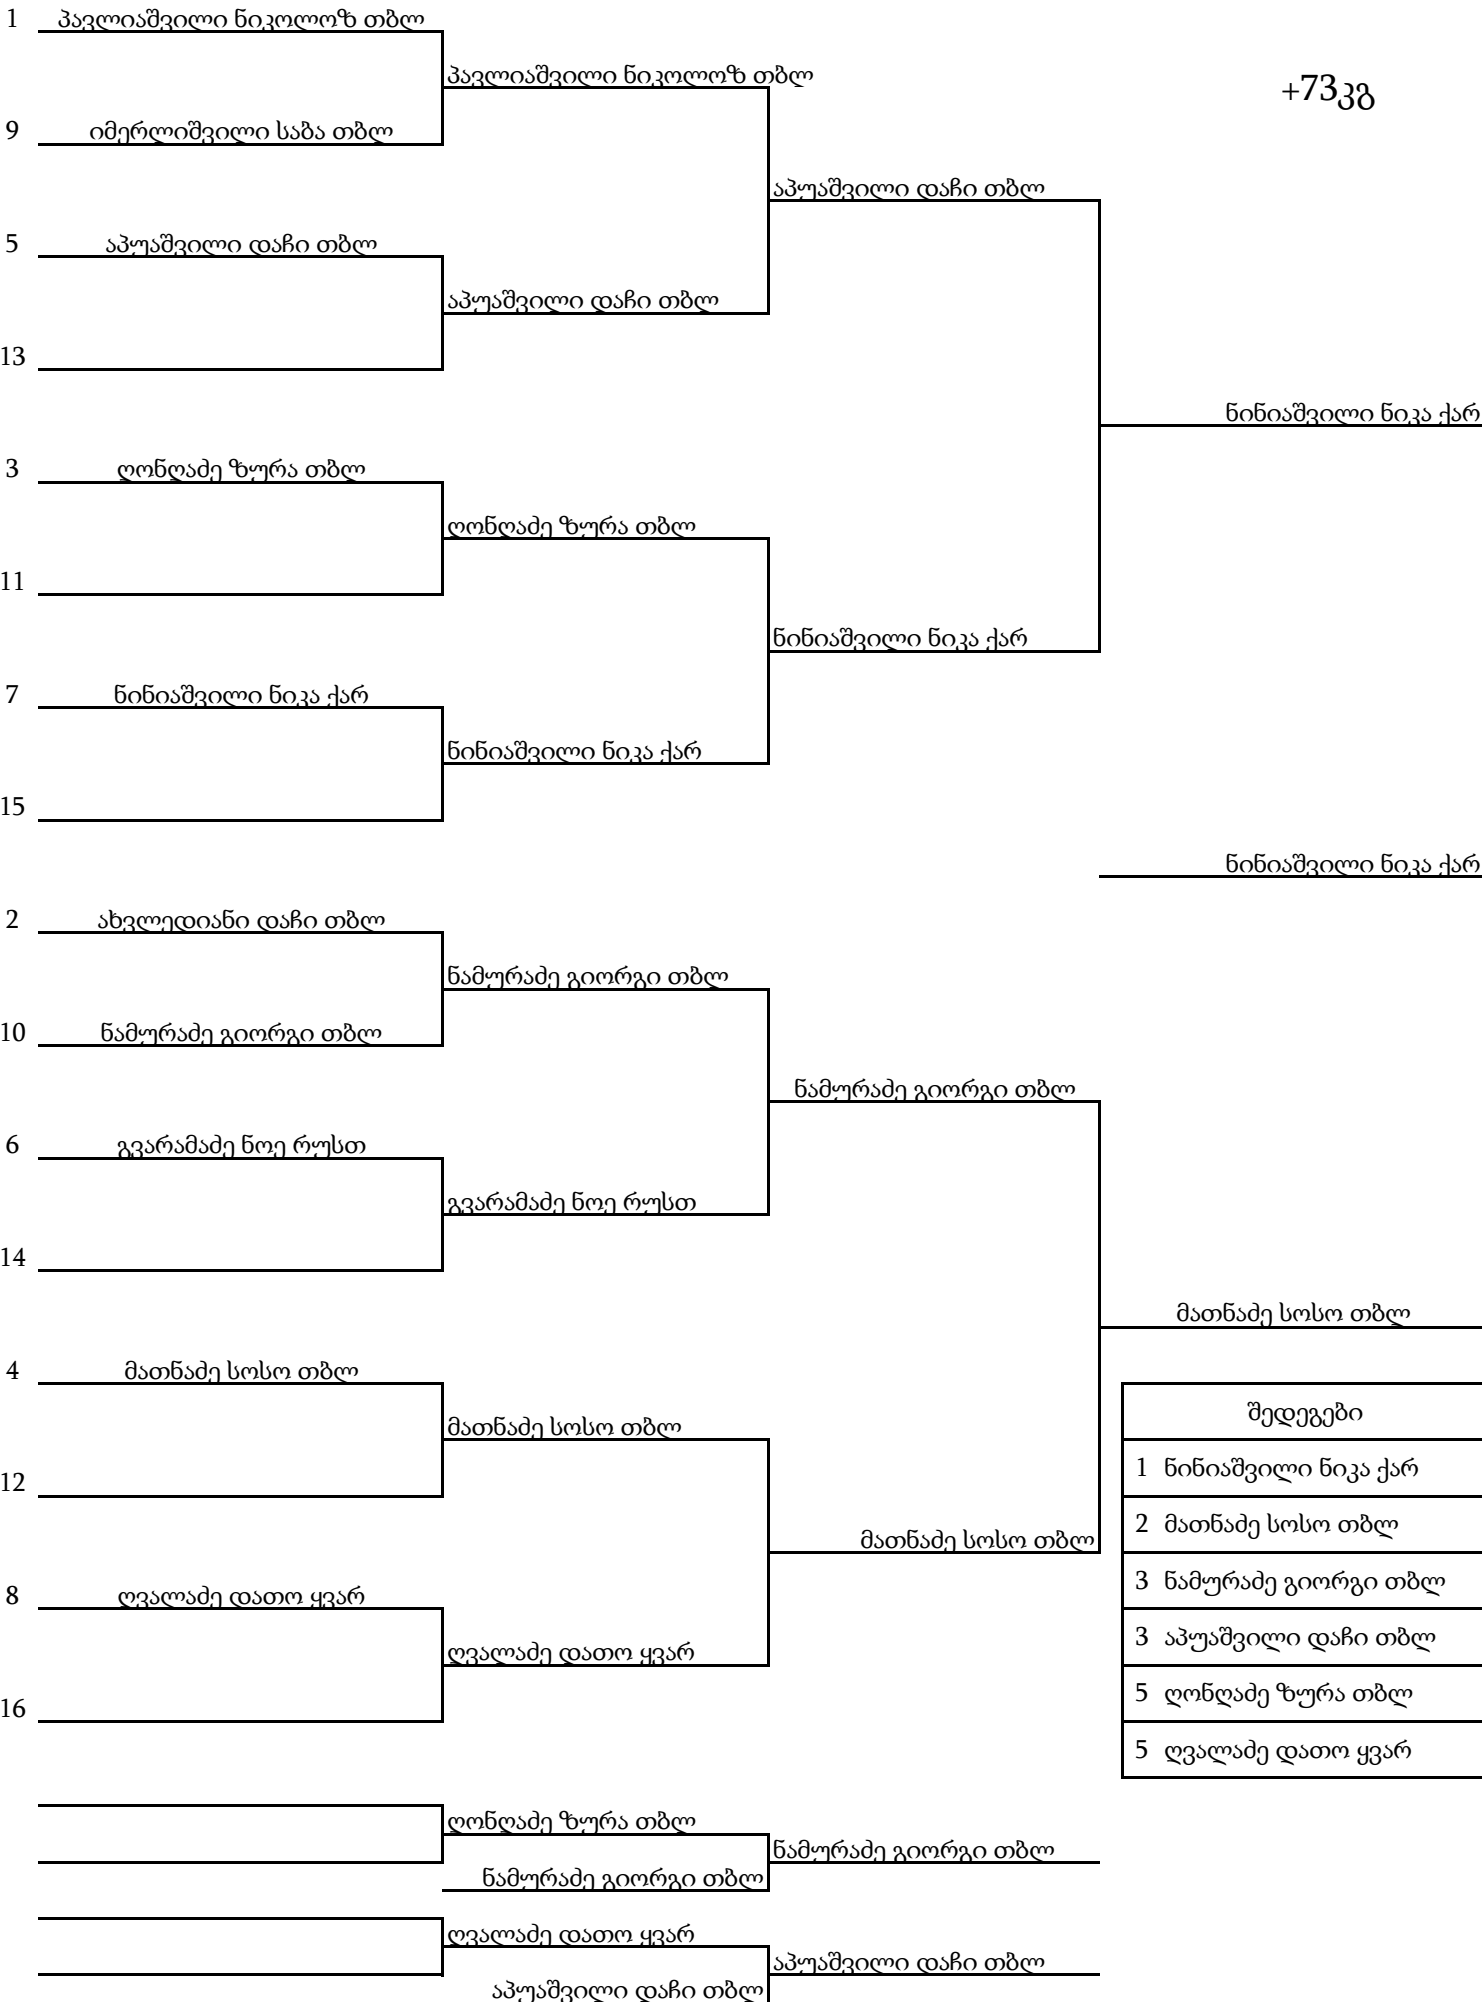 1 პავლიაშვილი ნიკოლოზ თბლ
პავლიაშვილი ნიკოლოზ თბლ
+73კგ
9 იმერლიშვილი საბა თბლ
აპუაშვილი დაჩი თბლ
5 აპუაშვილი დაჩი თბლ
აპუაშვილი დაჩი თბლ
13
ნინიაშვილი ნიკა ქარ
3 ღონღაძე ზურა თბლ
ღონღაძე ზურა თბლ
11
ნინიაშვილი ნიკა ქარ
7 ნინიაშვილი ნიკა ქარ
ნინიაშვილი ნიკა ქარ
15
ნინიაშვილი ნიკა ქარ
2 ახვლედიანი დაჩი თბლ
ნამურაძე გიორგი თბლ
10 ნამურაძე გიორგი თბლ
ნამურაძე გიორგი თბლ
6 გვარამაძე ნოე რუსთ
გვარამაძე ნოე რუსთ
14
მათნაძე სოსო თბლ
4 მათნაძე სოსო თბლ
შედეგები
მათნაძე სოსო თბლ
1 ნინიაშვილი ნიკა ქარ
12
2 მათნაძე სოსო თბლ
მათნაძე სოსო თბლ
3 ნამურაძე გიორგი თბლ
8 ღვალაძე დათო ყვარ
3 აპუაშვილი დაჩი თბლ
ღვალაძე დათო ყვარ
5 ღონღაძე ზურა თბლ
16
5 ღვალაძე დათო ყვარ
ღონღაძე ზურა თბლ
ნამურაძე გიორგი თბლ
ნამურაძე გიორგი თბლ
ღვალაძე დათო ყვარ
აპუაშვილი დაჩი თბლ
აპუაშვილი დაჩი თბლ